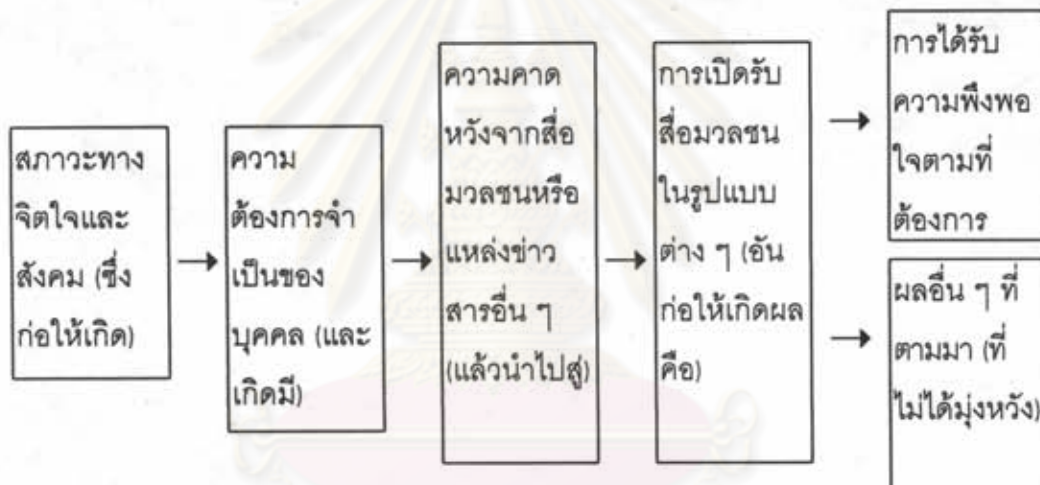 สภาวะทาง
จิตใจและ
สังคม (ซึ่ง
ก่อให้เกิด)
ความ
ต้องการจำ
เป็นของ
บุคคล (และ
เกิดมี)
ความคาด
หวังจากสื่อ
มวลชนหรือ
แหล่งข่าว
สารอื่น ๆ
(แล้วนำไปสู่)
การเปิดรับ
สื่อมวลชน
ในรูปแบบ
ต่าง ๆ (อัน
ก่อให้เกิดผล
คือ)
การได้รับ
ความพึงพอ
ใจตามที่
ต้องการ
ผลอื่น ๆ ที่
ตามมา (ที่
ไม่ได้มุ่งหวัง)